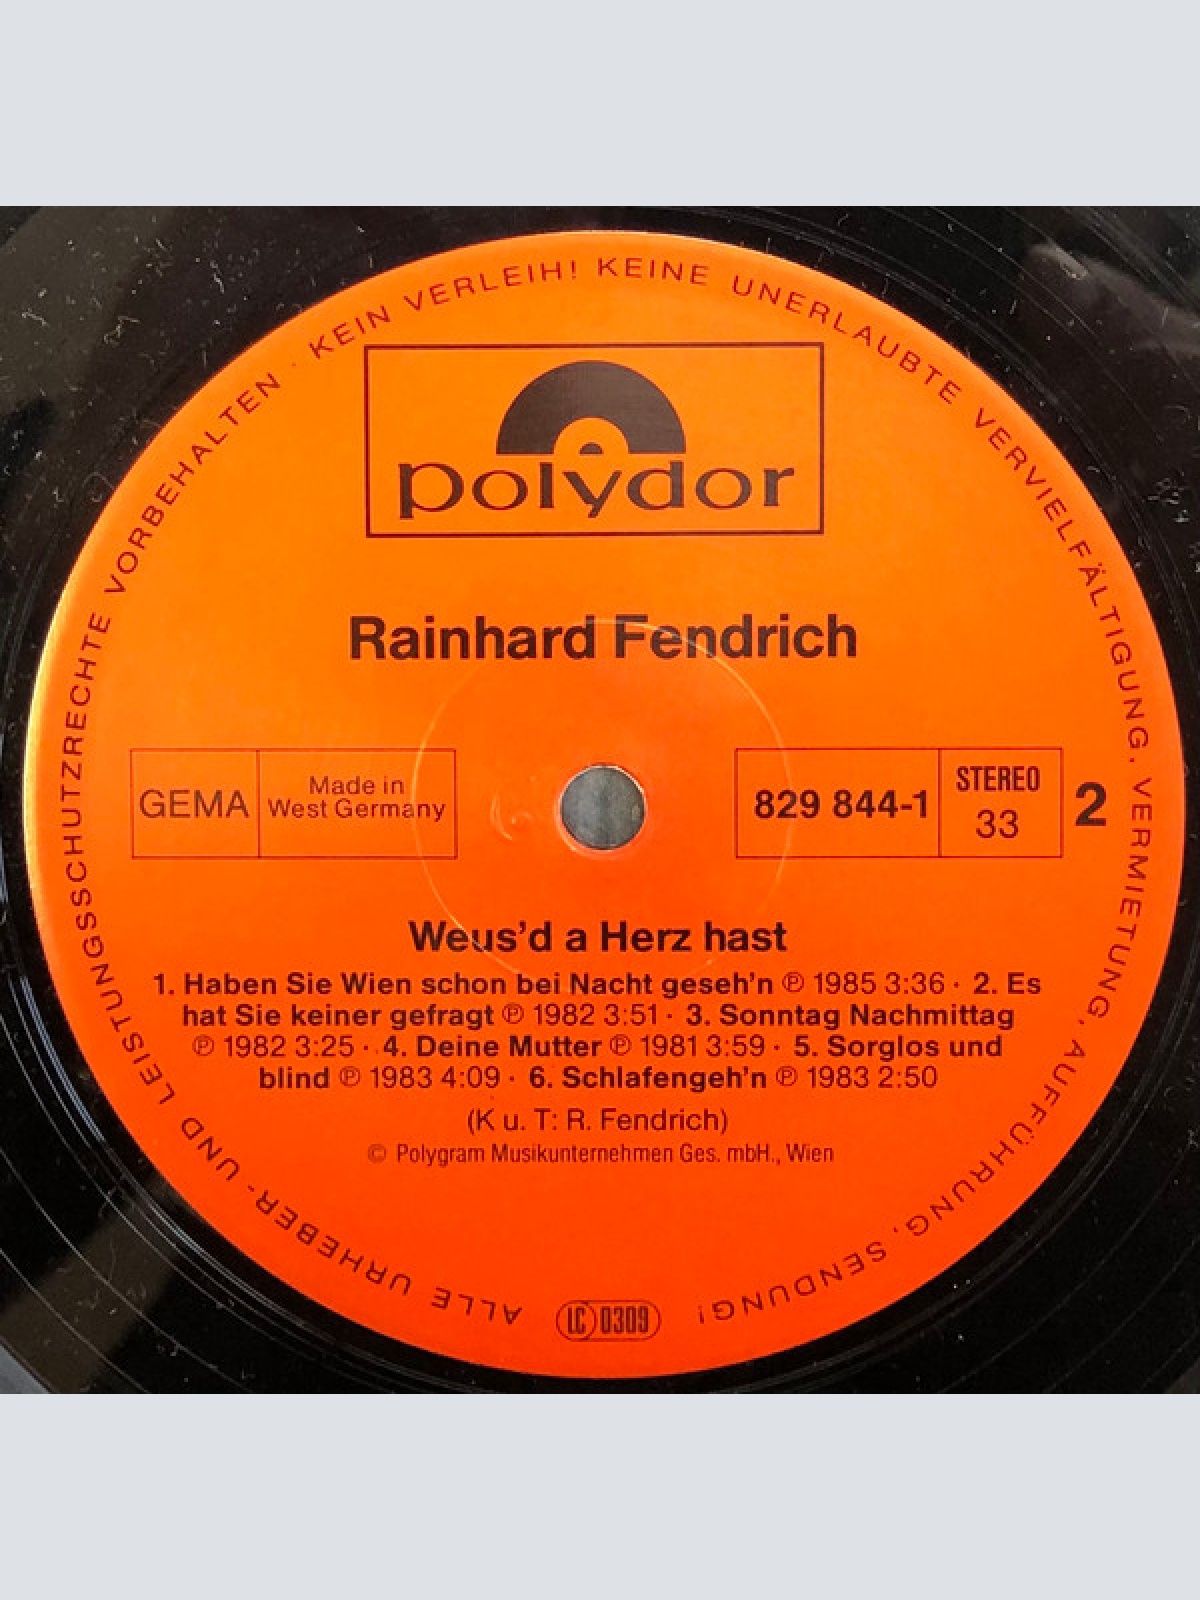 ALLE URHEBER- UND LEISTUNGSSCHUTZRECHTE VORBEHALTEN · KEIN VERLEIH! KEINE UNERLAUBTE VERVIELFÄLTIGUNG, VERMIETUNG, AUFFÜHRUNG, SENDUNG!
polydor
Rainhard Fendrich
GEMA
Made in
West Germany
829 844-1
STEREO
33
2
Weus'd a Herz hast
1. Haben Sie Wien schon bei Nacht geseh'n ℗ 1985 3:36 · 2. Es
hat Sie keiner gefragt ℗ 1982 3:51 · 3. Sonntag Nachmittag
℗ 1982 3:25 · 4. Deine Mutter ℗ 1981 3:59 · 5. Sorglos und
blind ℗ 1983 4:09 · 6. Schlafengeh'n ℗ 1983 2:50
(K u. T: R. Fendrich)
© Polygram Musikunternehmen Ges. mbH., Wien
LC 0309